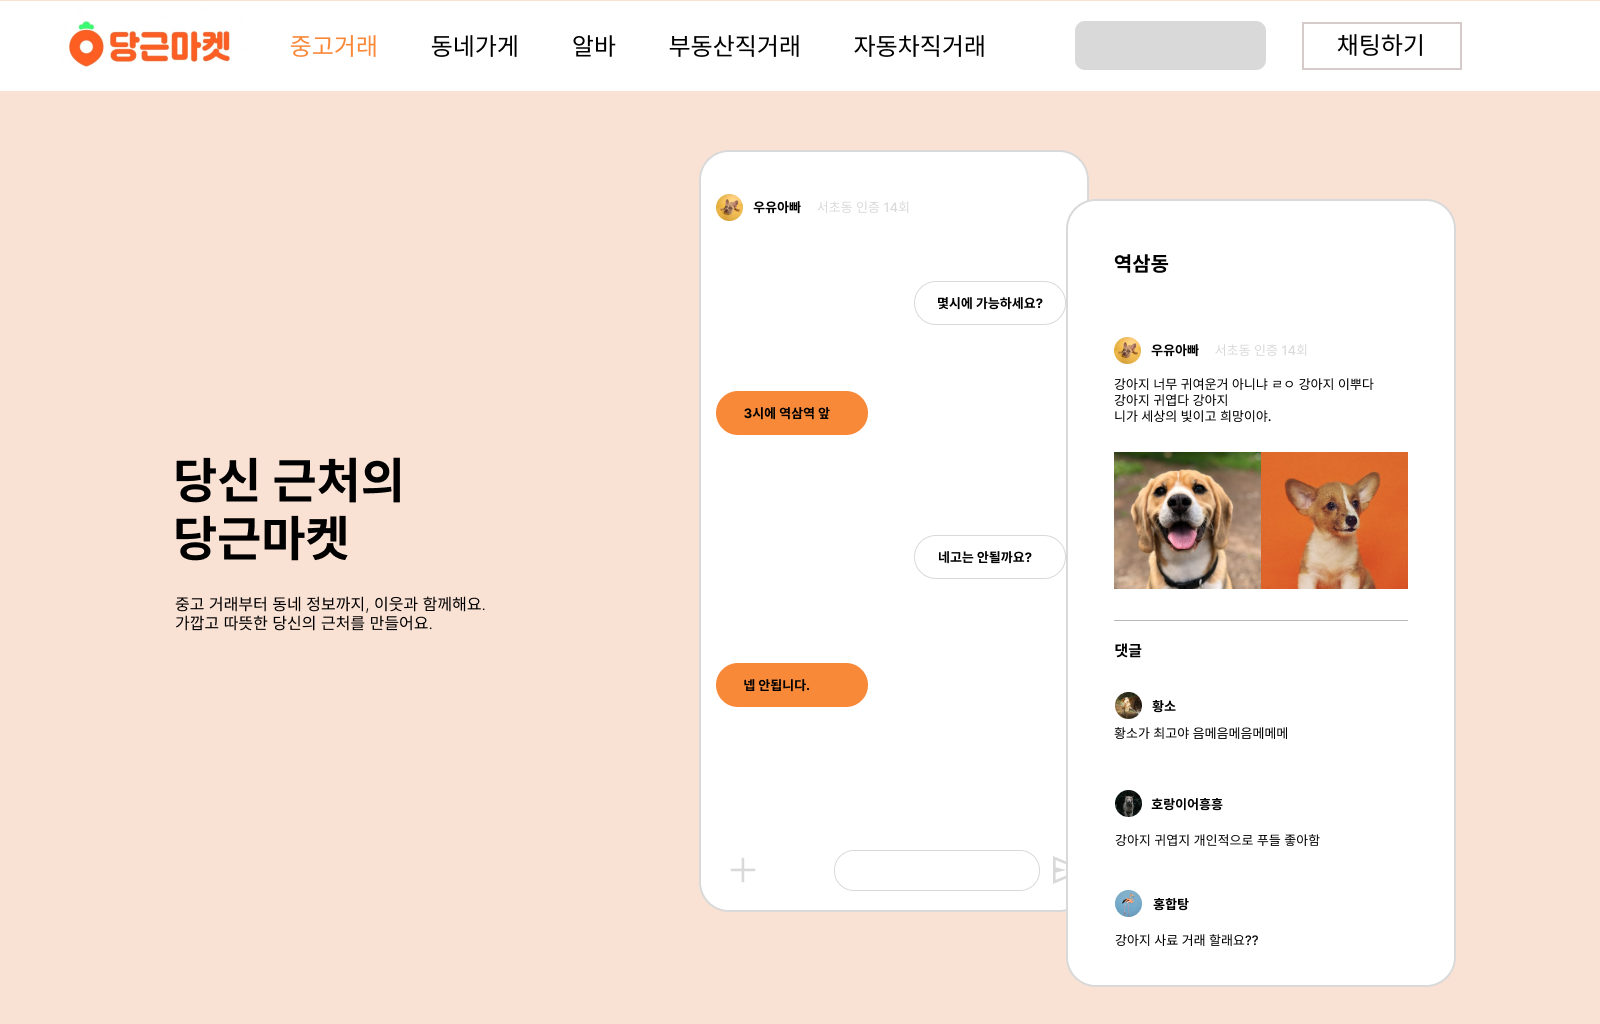 당근마켓
중고거래
동네가게
알바
부동산직거래
자동차직거래
채팅하기
당신 근처의
당근마켓
중고 거래부터 동네 정보까지, 이웃과 함께해요.
가깝고 따뜻한 당신의 근처를 만들어요.
우유아빠 서초동 인증 14회
몇시에 가능하세요?
3시에 역삼역 앞
네고는 안될까요?
넵 안됩니다.
역삼동
우유아빠 서초동 인증 14회
강아지 너무 귀여운거 아니냐 ㄹㅇ 강아지 이뿌다
강아지 귀엽다 강아지
니가 세상의 빛이고 희망이야.
댓글
황소
황소가 최고야 음메음메음메메메
호랑이어흥흥
강아지 귀엽지 개인적으로 푸들 좋아함
홍합탕
강아지 사료 거래 할래요??